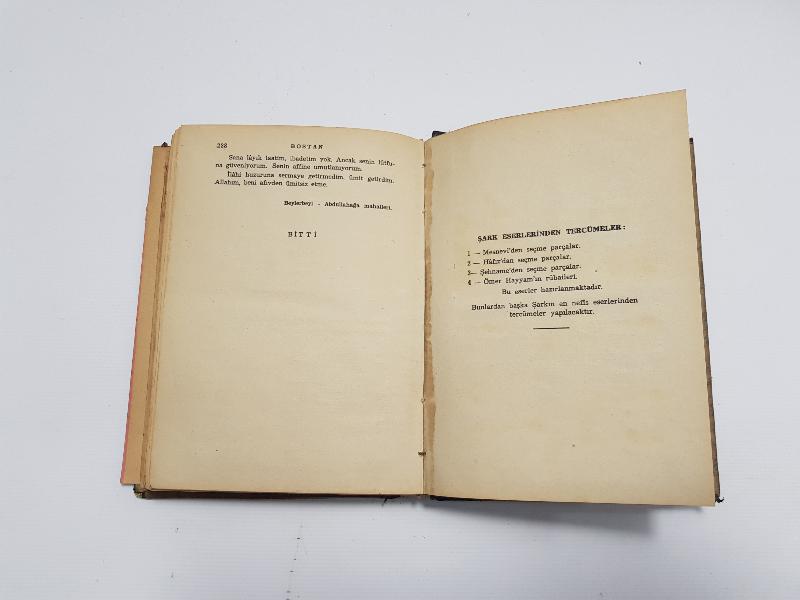 228 BOSTAN
Sana lâyık taatim, ibadetim yok. Ancak senin lûtfu-
na güveniyorum. Senin affine umutlanıyorum.
İlâhi huzuruna sermaye getirmedim, ümit getirdim.
Allahım, beni afivden ümitsiz etme.
Beylerbeyi - Abdullahağa mahallesi.
BİTTİ
ŞARK ESERLERİNDEN TERCÜMELER:
1 — Mesnevi'den seçme parçalar.
2 — Hâfız'dan seçme parçalar.
3 — Şehname'den seçme parçalar.
4 — Ömer Hayyam'ın rübaileri.
Bu eserler hazırlanmaktadır.
Bunlardan başka Şarkın en nefis eserlerinden
tercümeler yapılacaktır.